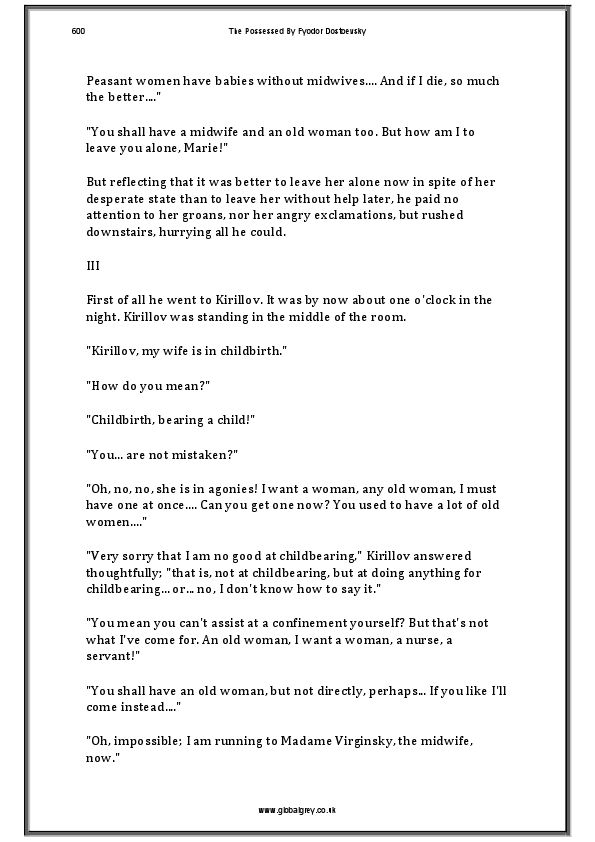 600
The Possessed By Fyodor Dostoevsky
Peasant women have babies without midwives.... And if I die, so much
the better...."
"You shall have a midwife and an old woman too. But how am I to
leave you alone, Marie!"
But reflecting that it was better to leave her alone now in spite of her
desperate state than to leave her without help later, he paid no
attention to her groans, nor her angry exclamations, but rushed
downstairs, hurrying all he could.
III
First of all he went to Kirillov. It was by now about one o'clock in the
night. Kirillov was standing in the middle of the room.
"Kirillov, my wife is in childbirth."
"How do you mean?"
"Childbirth, bearing a child!"
"You... are not mistaken?"
"Oh, no, no, she is in agonies! I want a woman, any old woman, I must
have one at once.... Can you get one now? You used to have a lot of old
women...."
"Very sorry that I am no good at childbearing," Kirillov answered
thoughtfully; "that is, not at childbearing, but at doing anything for
childbearing... or... no, I don't know how to say it."
"You mean you can't assist at a confinement yourself? But that's not
what I've come for. An old woman, I want a woman, a nurse, a
servant!"
"You shall have an old woman, but not directly, perhaps... If you like I'll
come instead...."
"Oh, impossible; I am running to Madame Virginsky, the midwife,
now."
www.globalgrey.co.uk